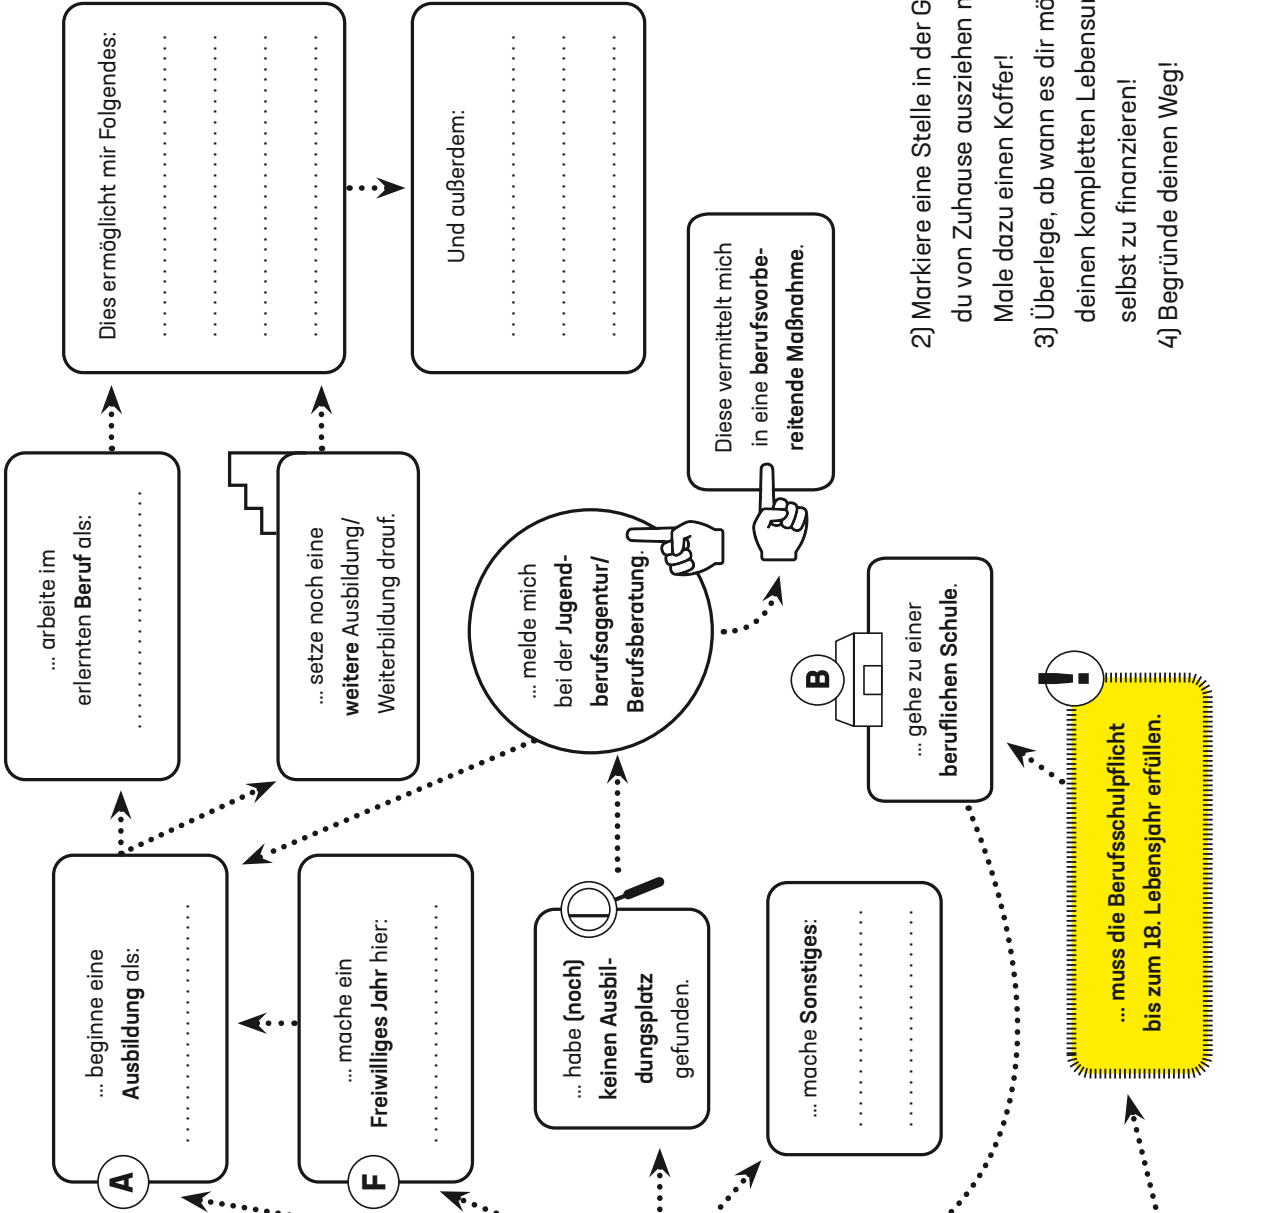 A
... beginne eine
Ausbildung als:
... arbeite im
erlernten Beruf als:
Dies ermöglicht mir Folgendes:
F
... mache ein
Freiwilliges Jahr hier:
... setze noch eine
weitere Ausbildung/
Weiterbildung drauf.
Und außerdem:
... habe (noch)
keinen Ausbil-
dungsplatz
gefunden.
... melde mich
bei der Jugend-
berufsagentur/
Berufsberatung.
Diese vermittelt mich
in eine berufsvorbe-
reitende Maßnahme.
... mache Sonstiges:
B
... gehe zu einer
beruflichen Schule.
!
... muss die Berufsschulpflicht
bis zum 18. Lebensjahr erfüllen.
2) Markiere eine Stelle in der G
du von Zuhause ausziehen
Male dazu einen Koffer!
3) Überlege, ab wann es dir mö
deinen kompletten Lebensu
selbst zu finanzieren!
4) Begründe deinen Weg!